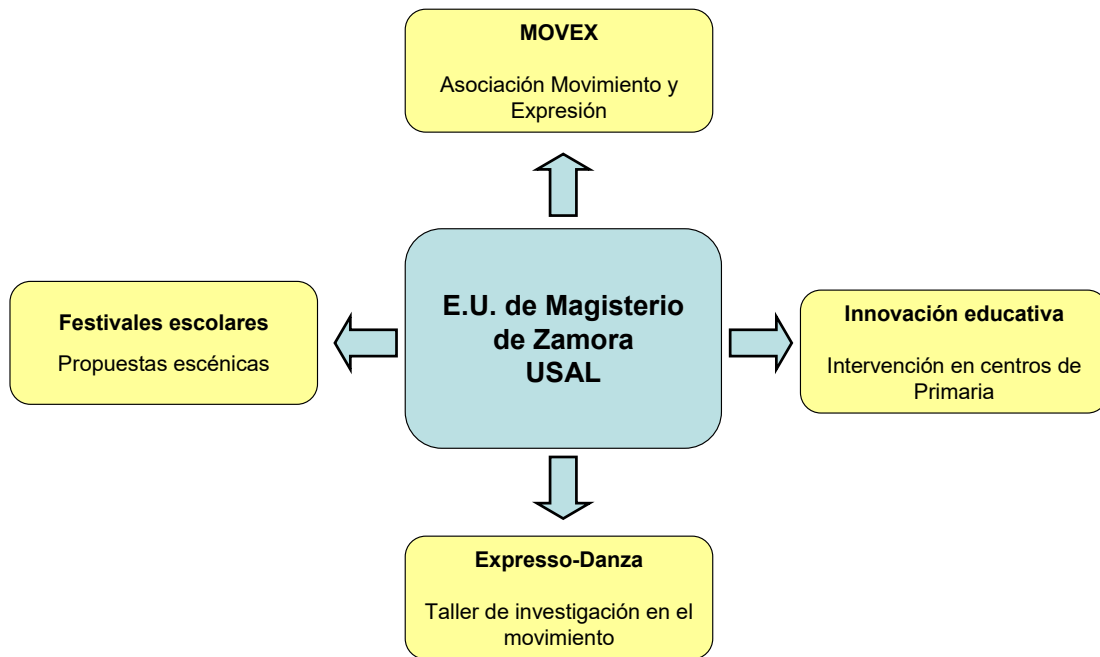 MOVEX
Asociación Movimiento y
Expresión
E.U. de Magisterio
de Zamora
USAL
Festivales escolares
Propuestas escénicas
Innovación educativa
Intervención en centros de
Primaria
Expresso-Danza
Taller de investigación en el
movimiento